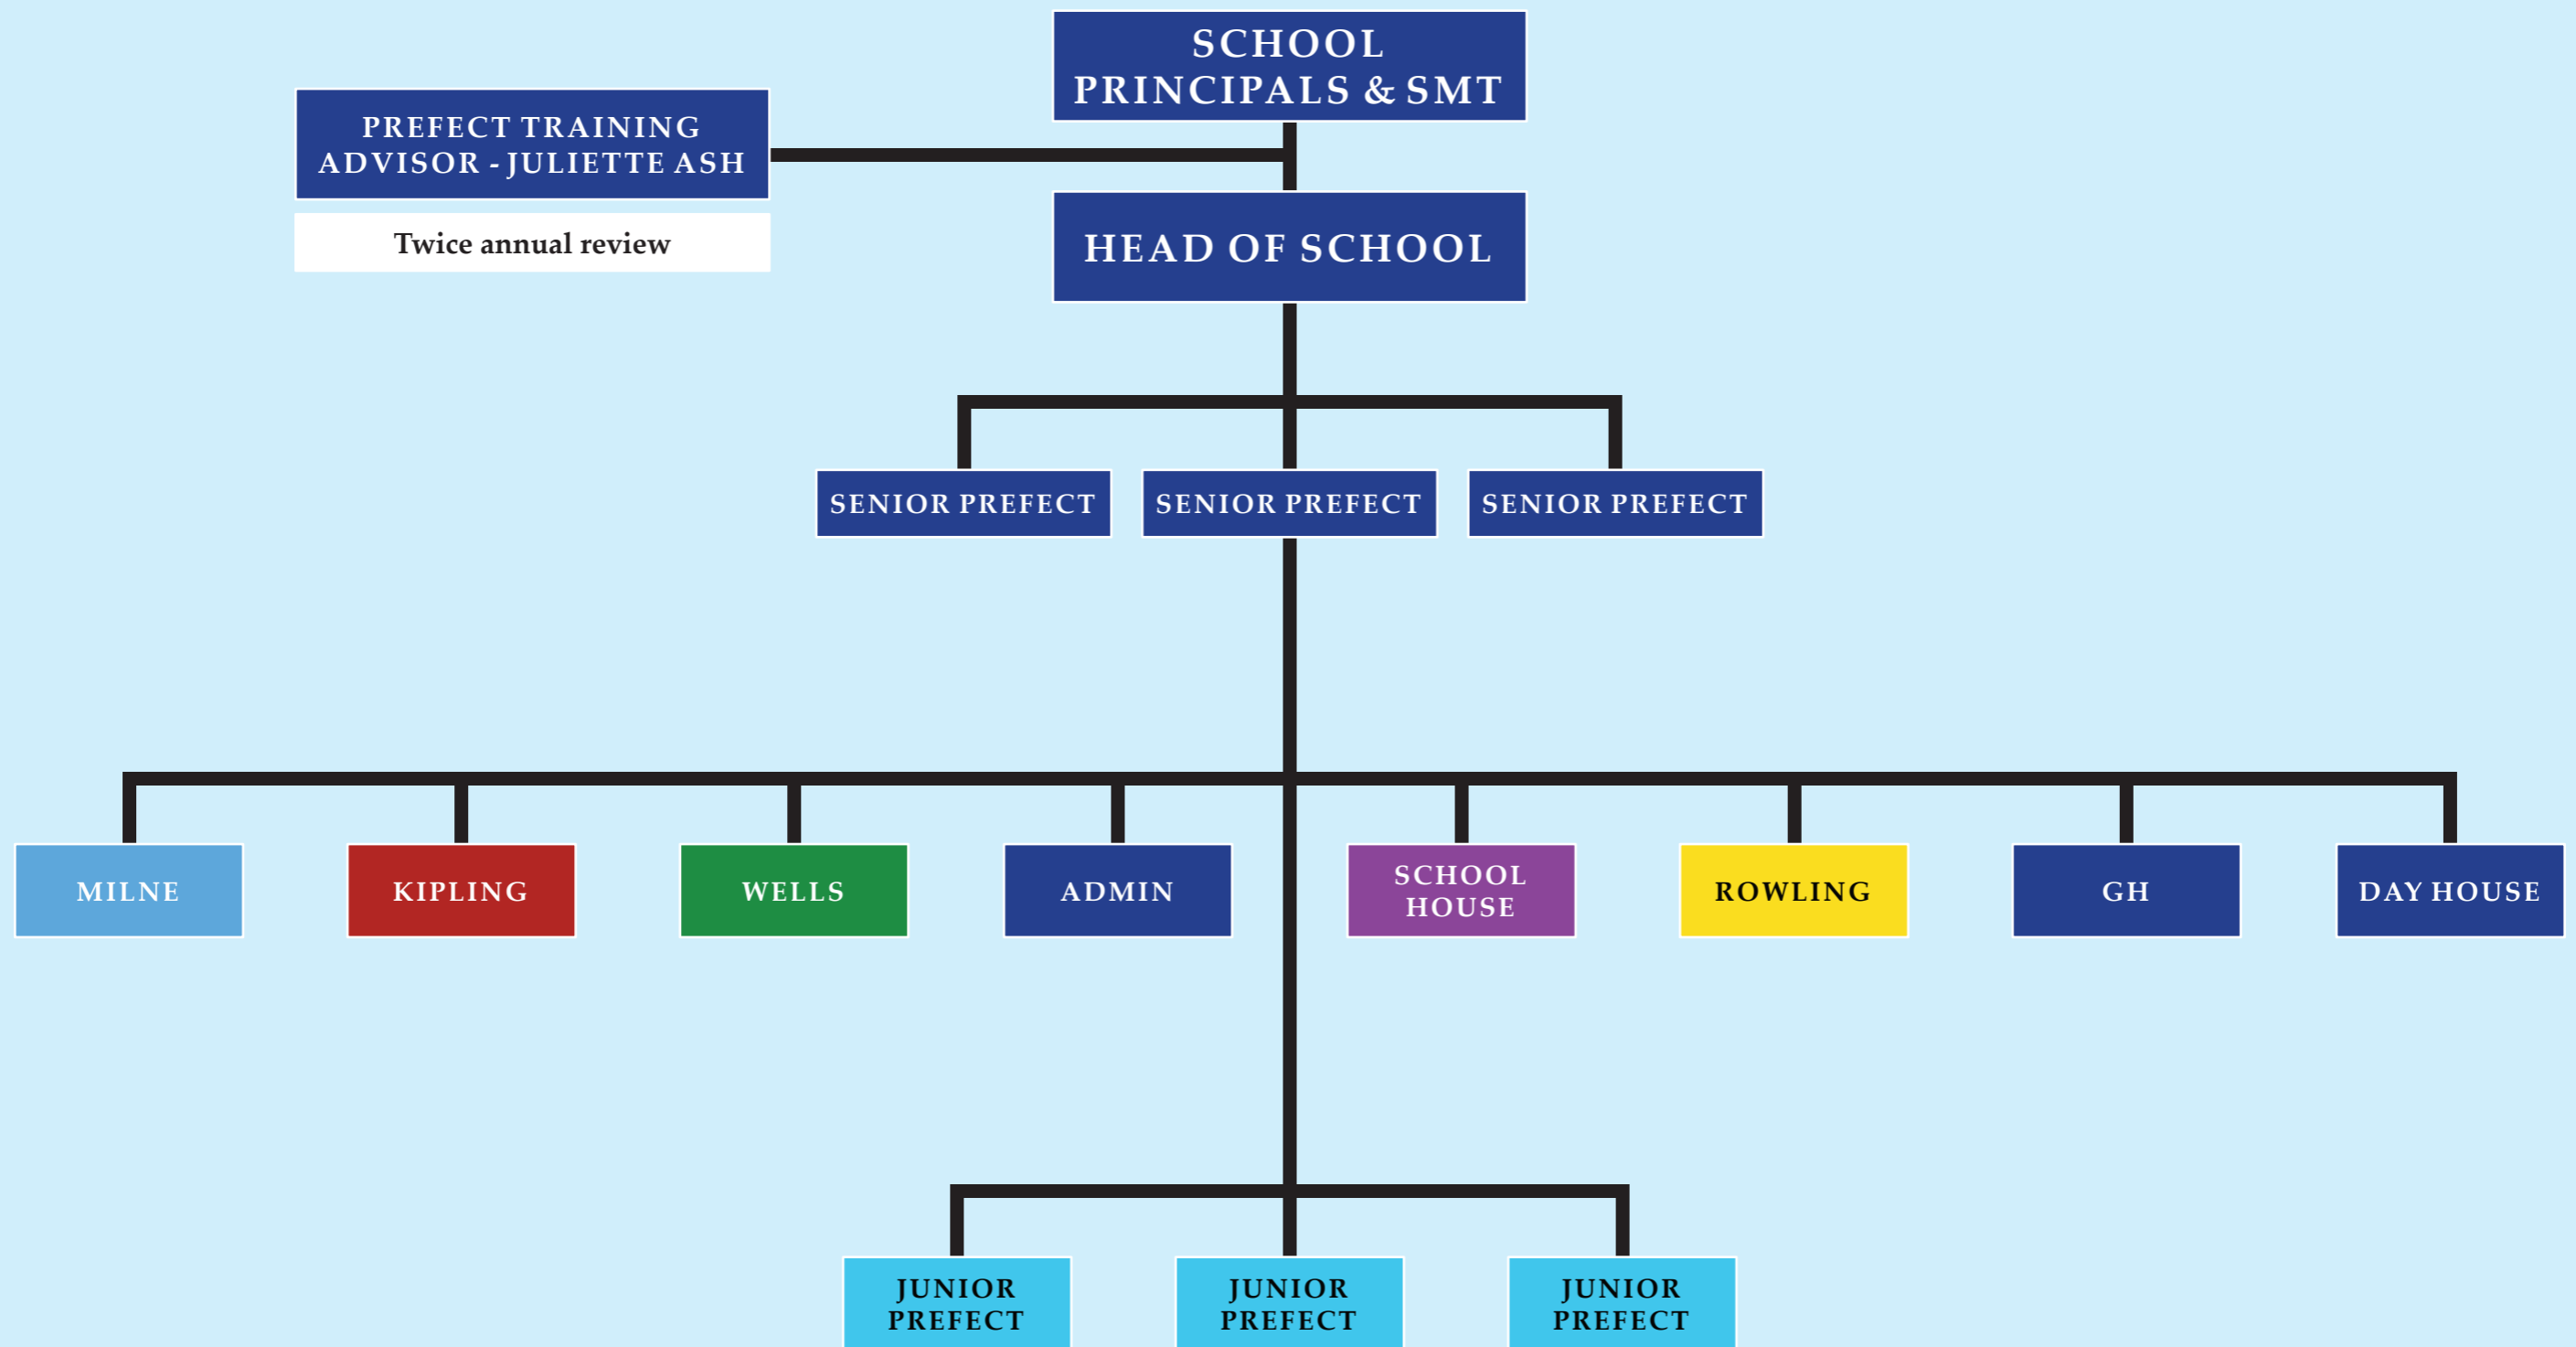 SCHOOL
PRINCIPALS & SMT
PREFECT TRAINING
ADVISOR - JULIETTE ASH
Twice annual review
HEAD OF SCHOOL
SENIOR PREFECT
SENIOR PREFECT
SENIOR PREFECT
MILNE
KIPLING
WELLS
ADMIN
SCHOOL
HOUSE
ROWLING
GH
DAY HOUSE
JUNIOR
PREFECT
JUNIOR
PREFECT
JUNIOR
PREFECT